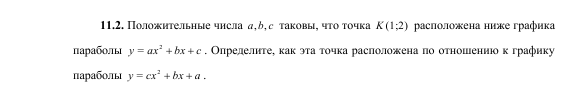 11.2. Положительные числа a,b,c таковы, что точка K(1;2) расположена ниже графика
параболы y = ax² + bx + c . Определите, как эта точка расположена по отношению к графику
параболы y = cx² + bx + a .